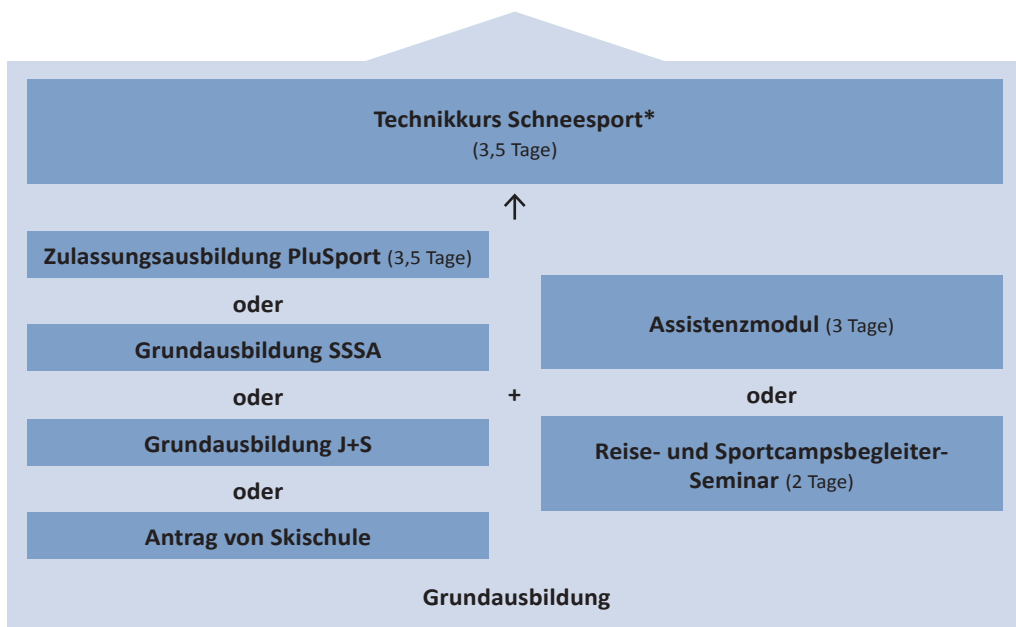 Technikkurs Schneesport*
(3,5 Tage)
↑
Zulassungsausbildung PluSport (3,5 Tage)
oder
Grundausbildung SSSA
oder
Grundausbildung J+S
oder
Antrag von Skischule
+
Assistenzmodul (3 Tage)
oder
Reise- und Sportcampsbegleiter-
Seminar (2 Tage)
Grundausbildung